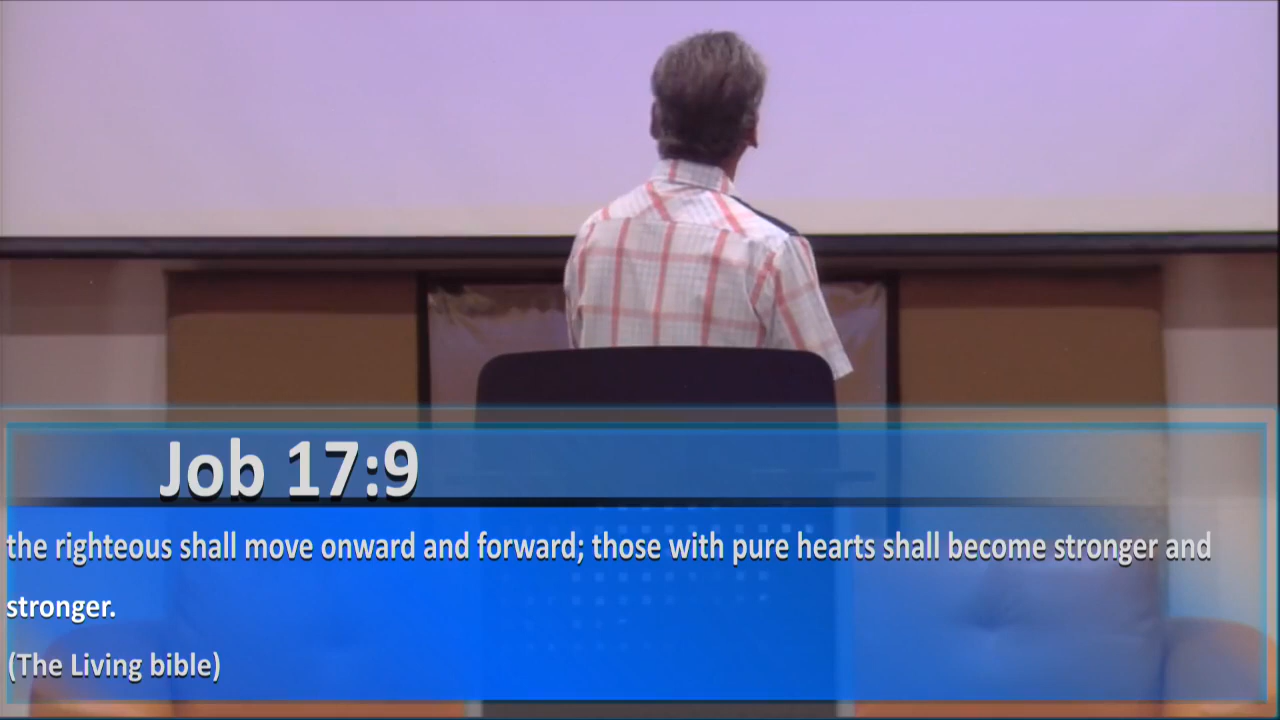 Job 17:9
the righteous shall move onward and forward; those with pure hearts shall become stronger and
stronger.
(The Living bible)